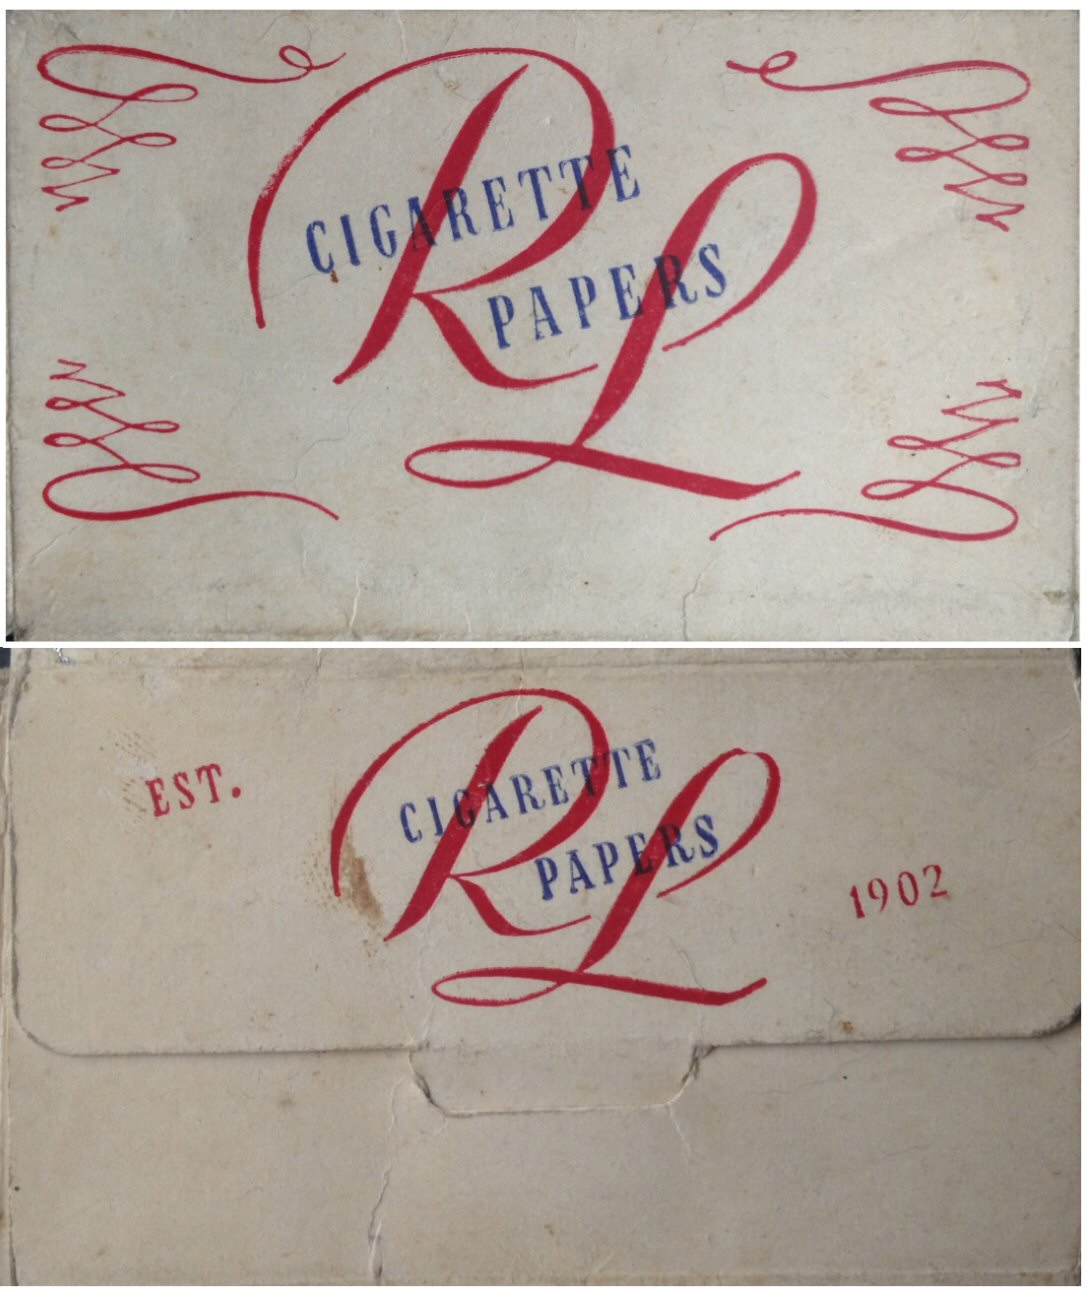 RL
CIGARETTE
PAPERS
EST.
RL
CIGARETTE
PAPERS
1902